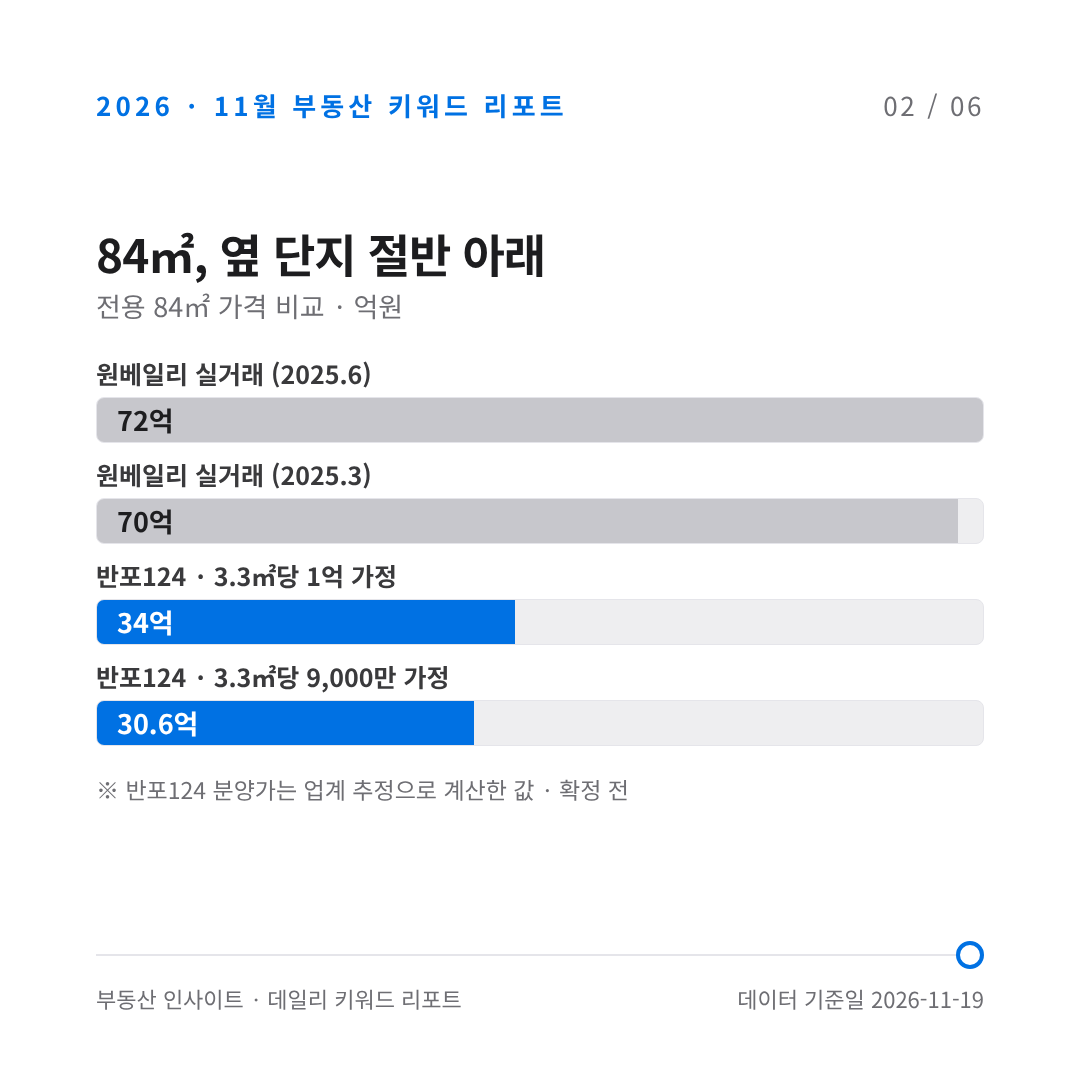 2026 · 11월 부동산 키워드 리포트
02 / 06
84㎡, 옆 단지 절반 아래
전용 84㎡ 가격 비교 · 억원
원베일리 실거래 (2025.6)
72억
원베일리 실거래 (2025.3)
70억
반포124 · 3.3㎡당 1억 가정
34억
반포124 · 3.3㎡당 9,000만 가정
30.6억
※ 반포124 분양가는 업계 추정으로 계산한 값 · 확정 전
부동산 인사이트 · 데일리 키워드 리포트
데이터 기준일 2026-11-19